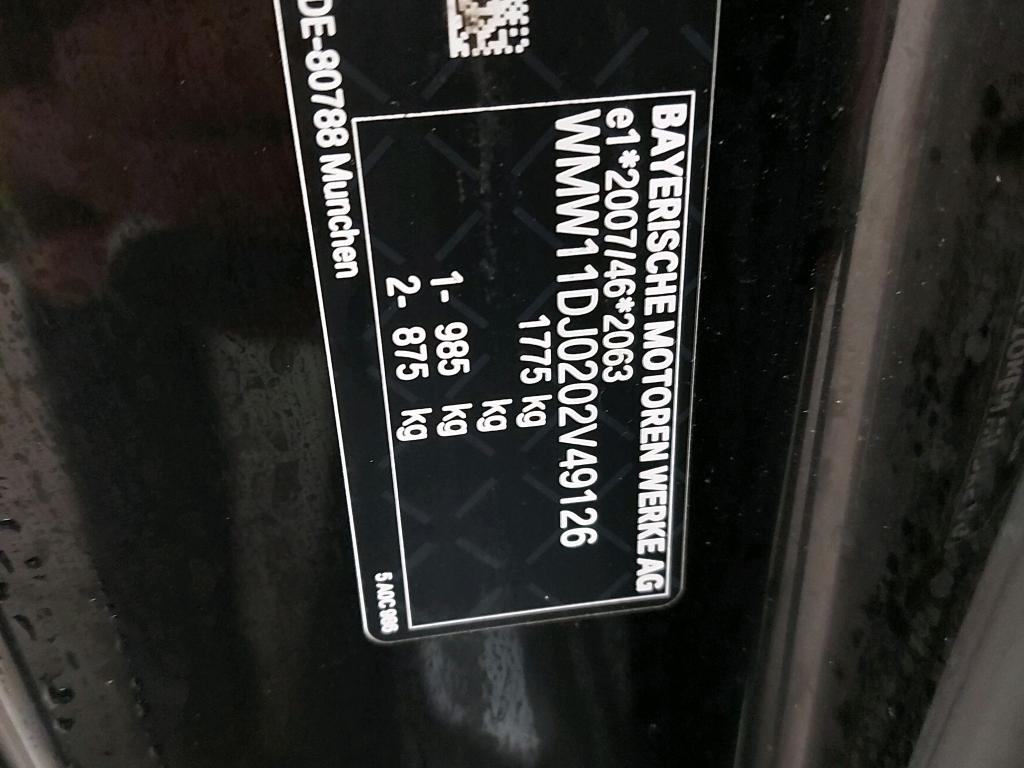 BAYERISCHE MOTOREN WERKE AG
e1*2007/46*2063
WMW11DJ0202V49126
1775 kg
kg
1- 985 kg
2- 875 kg
DE-80788 Munchen